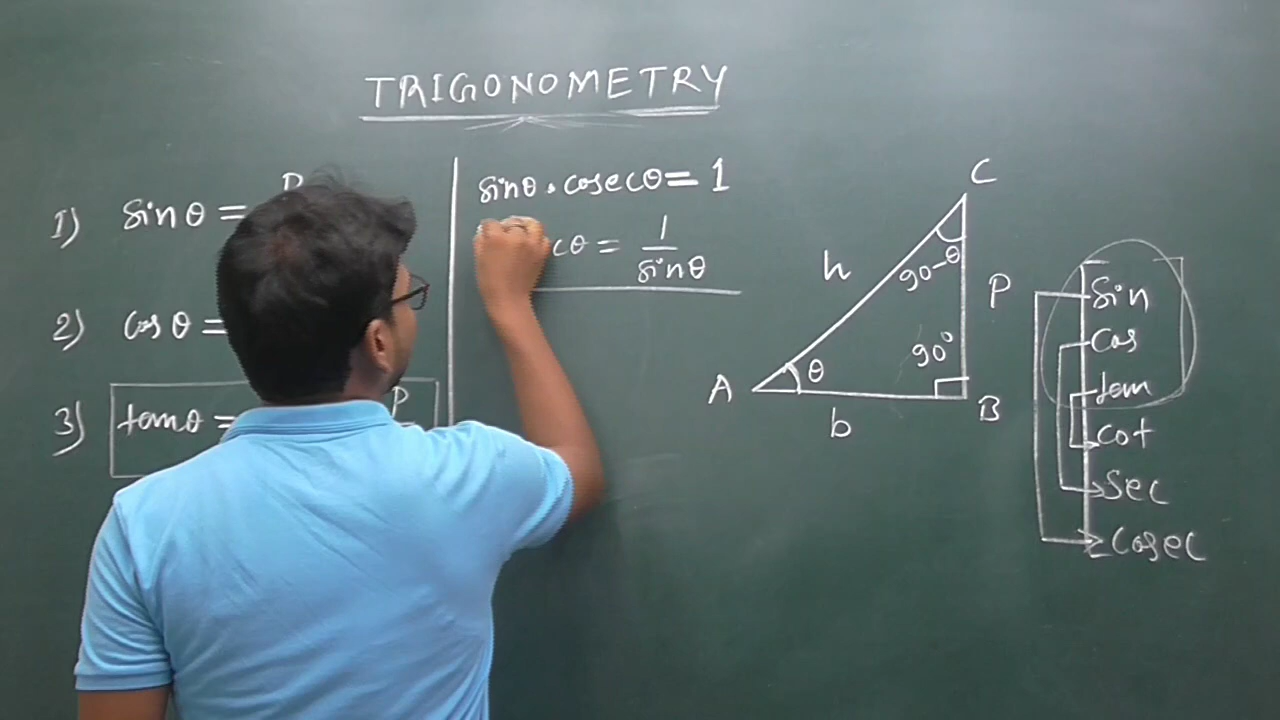 TRIGONOMETRY
1) sinθ =
2) cosθ =
3) tanθ = P
sinθ . cosecθ = 1
cθ = 1/sinθ
C
h
90-θ
P
90°
A
θ
B
b
Sin
Cos
tan
cot
Sec
Cosec